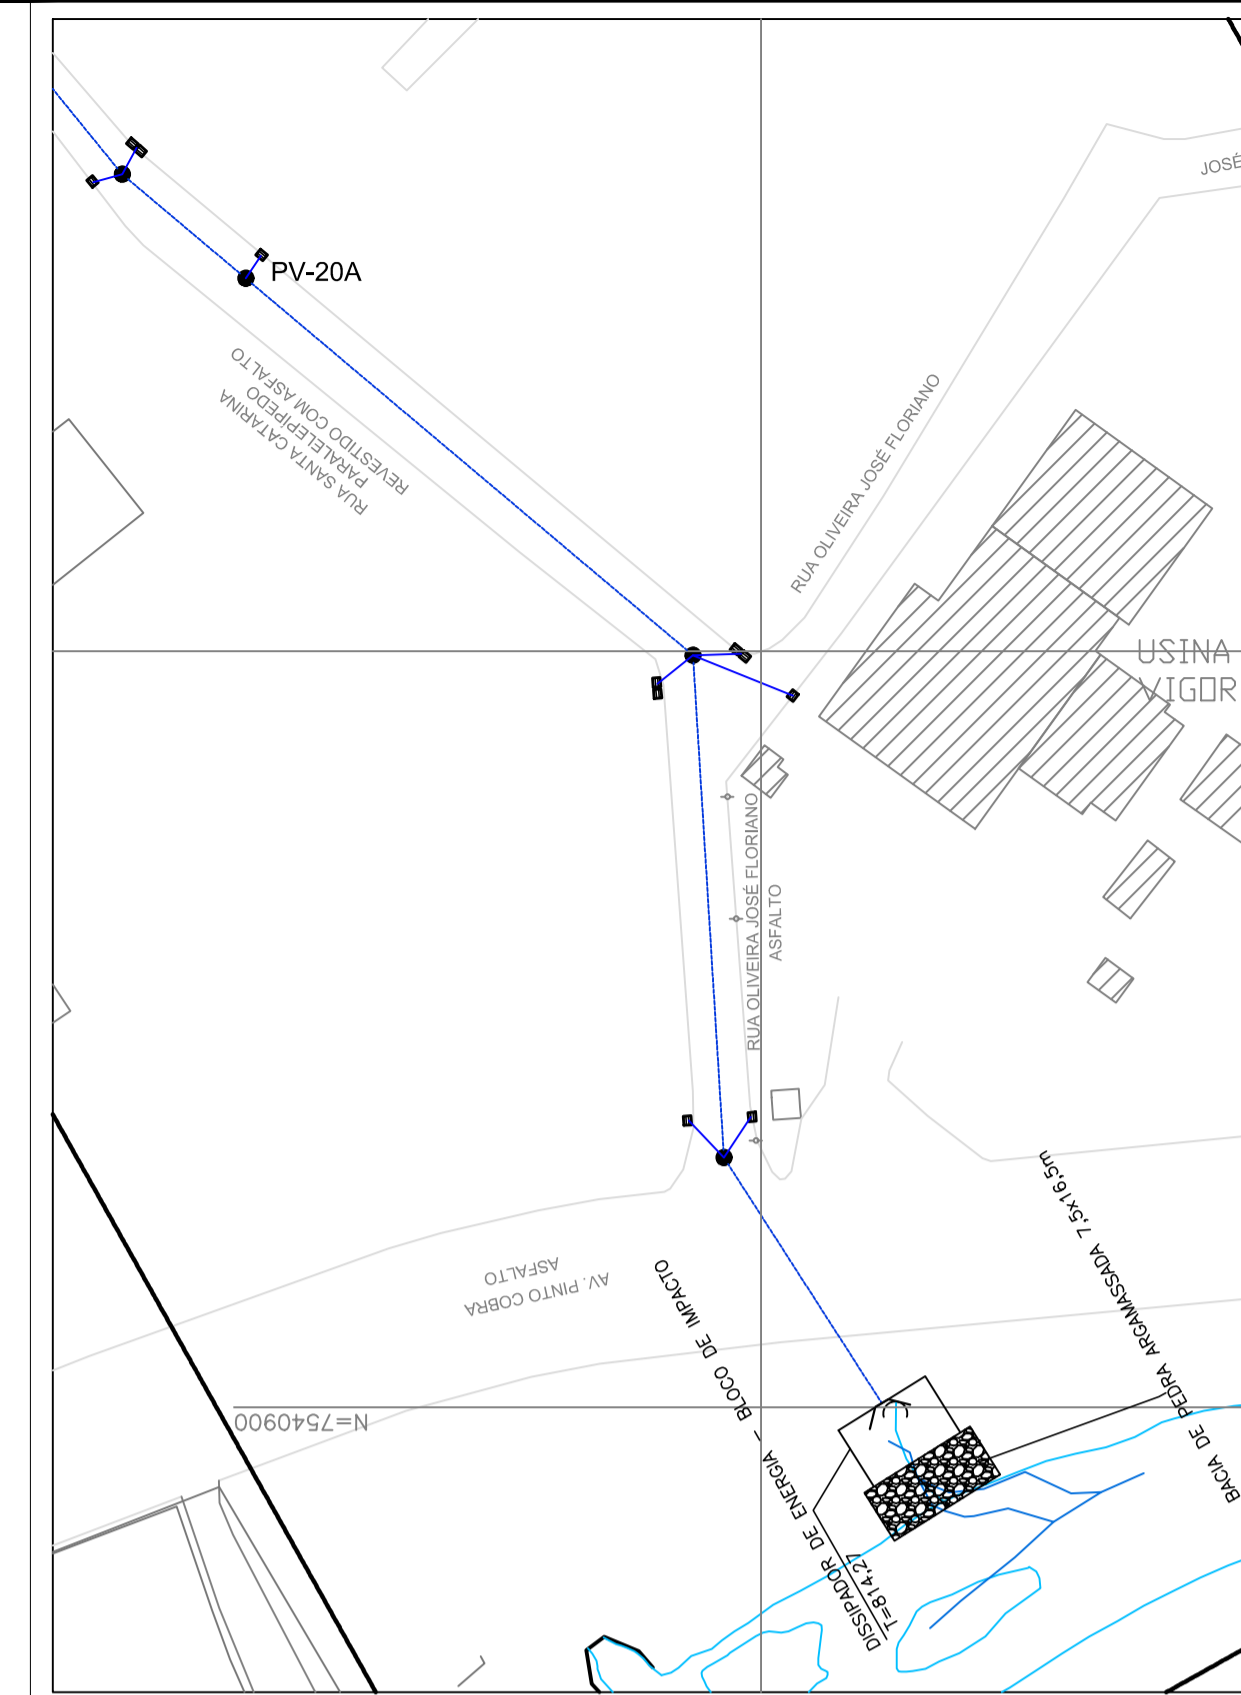 JOSÉ
PV-20A
RUA SANTA CATARINA
PARALELEPÍPEDO
REVESTIDO COM ASFALTO
RUA OLIVEIRA JOSÉ FLORIANO
USINA
VIGOR
RUA OLIVEIRA JOSÉ FLORIANO
ASFALTO
AV. PINTO COBRA
ASFALTO
BACIA DE PEDRA ARGAMASSADA 7,5x16,5m
DISSIPADOR DE ENERGIA - BLOCO DE IMPACTO
T=814,27
N=7540900